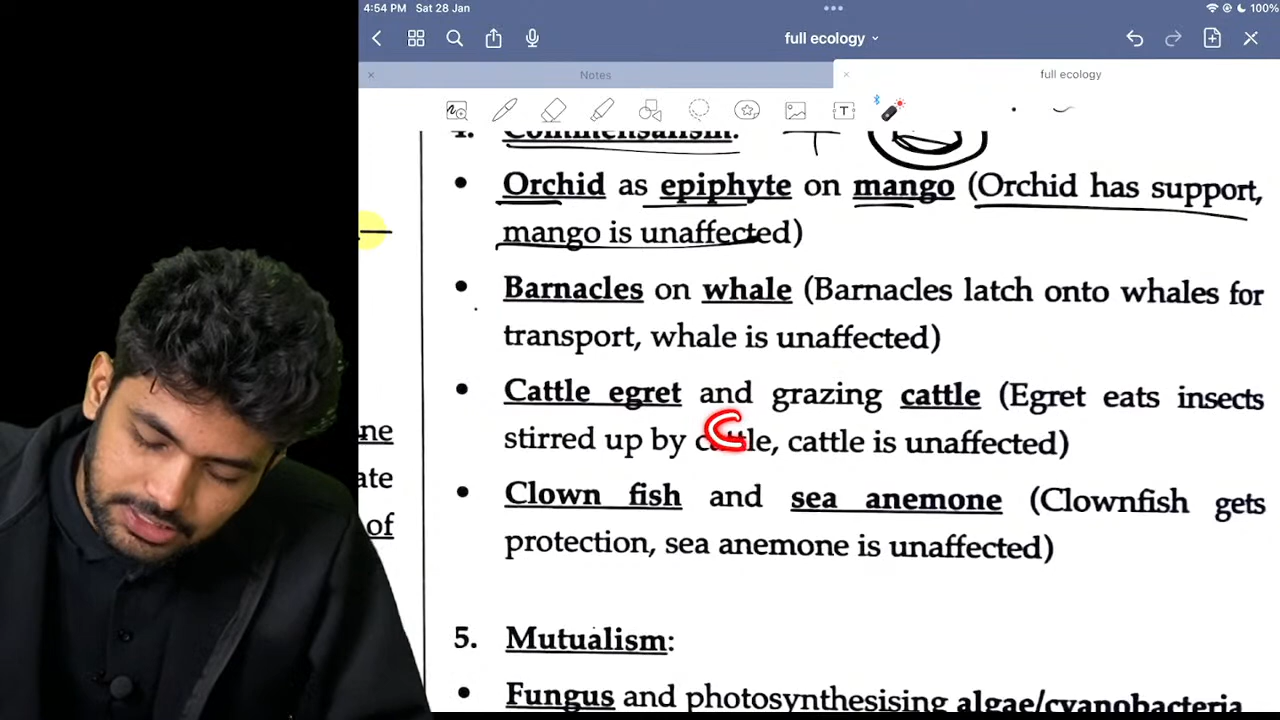 4:54 PM Sat 28 Jan
100%
full ecology
Notes
full ecology
4. Commensalism:
• Orchid as epiphyte on mango (Orchid has support,
mango is unaffected)
• Barnacles on whale (Barnacles latch onto whales for
transport, whale is unaffected)
• Cattle egret and grazing cattle (Egret eats insects
stirred up by cattle, cattle is unaffected)
• Clown fish and sea anemone (Clownfish gets
protection, sea anemone is unaffected)
5. Mutualism:
• Fungus and photosynthesising algae/cyanobacteria
ne
ate
of